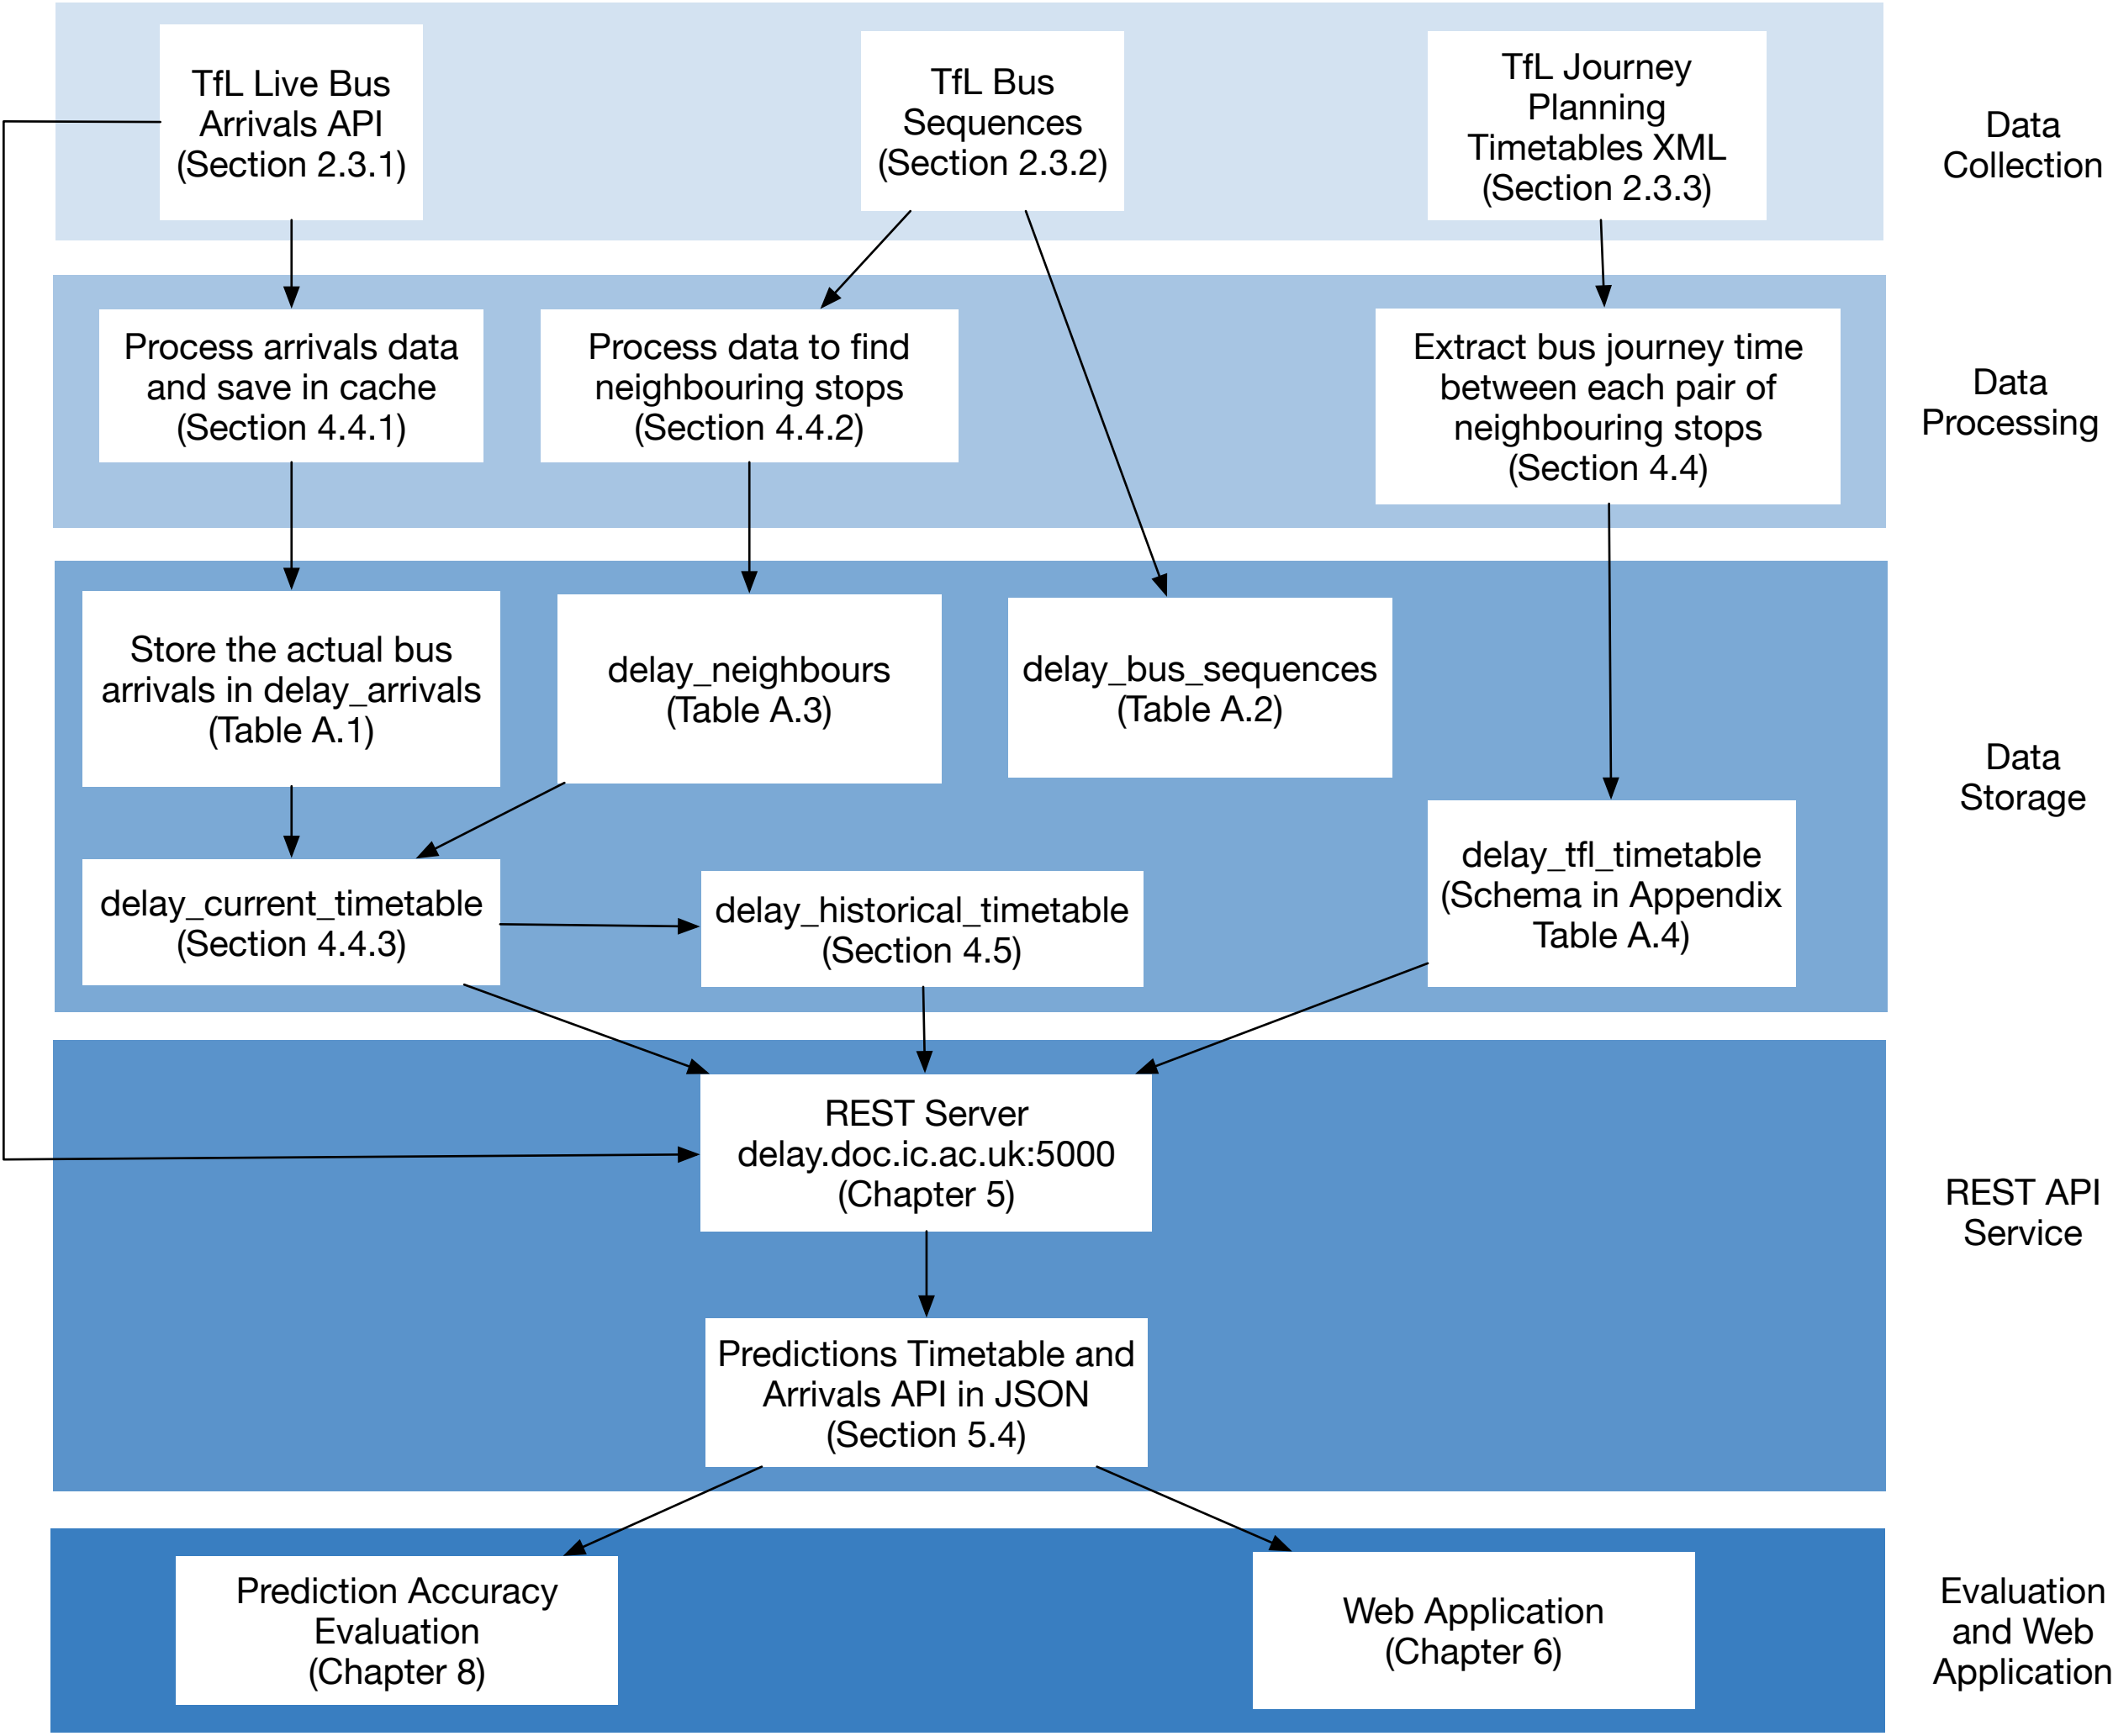 TfL Live Bus
Arrivals API
(Section 2.3.1)
TfL Bus
Sequences
(Section 2.3.2)
TfL Journey
Planning
Timetables XML
(Section 2.3.3)
Data
Collection
Process arrivals data
and save in cache
(Section 4.4.1)
Process data to find
neighbouring stops
(Section 4.4.2)
Extract bus journey time
between each pair of
neighbouring stops
(Section 4.4)
Data
Processing
Store the actual bus
arrivals in delay_arrivals
(Table A.1)
delay_neighbours
(Table A.3)
delay_bus_sequences
(Table A.2)
Data
Storage
delay_current_timetable
(Section 4.4.3)
delay_historical_timetable
(Section 4.5)
delay_tfl_timetable
(Schema in Appendix
Table A.4)
REST Server
delay.doc.ic.ac.uk:5000
(Chapter 5)
REST API
Service
Predictions Timetable and
Arrivals API in JSON
(Section 5.4)
Prediction Accuracy
Evaluation
(Chapter 8)
Web Application
(Chapter 6)
Evaluation
and Web
Application